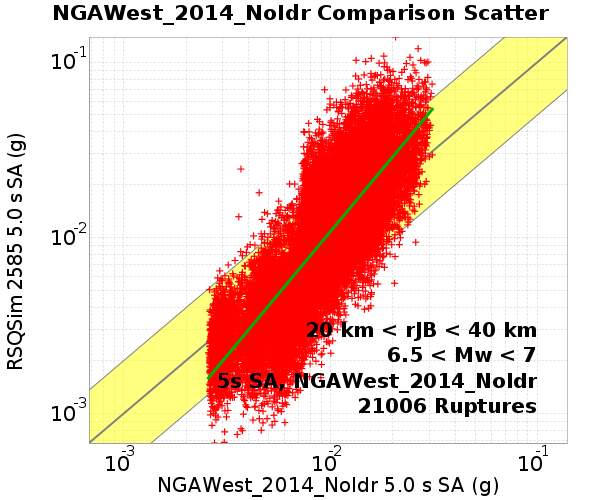 NGAWest_2014_NoIdr Comparison Scatter
10-1
10-2
10-3
RSQSim 2585 5.0 s SA (g)
20 km < rJB < 40 km
6.5 < Mw < 7
5s SA, NGAWest_2014_NoIdr
21006 Ruptures
10-3 10-2 10-1
NGAWest_2014_NoIdr 5.0 s SA (g)